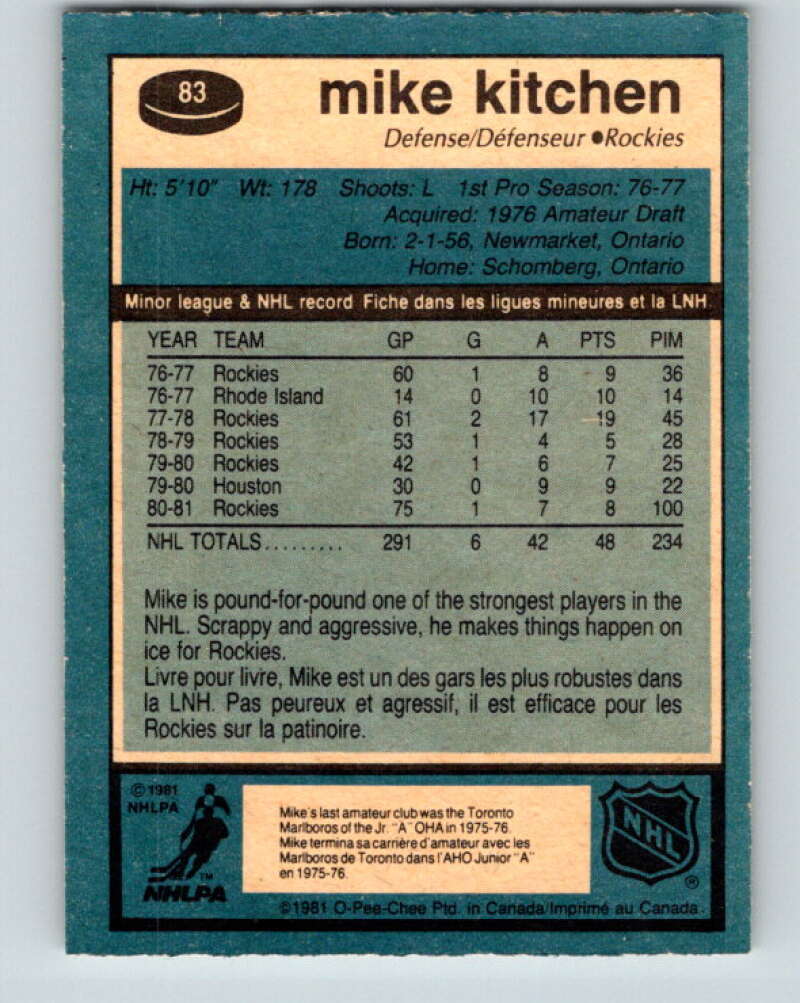 83
mike kitchen
Defense/Défenseur ●Rockies
Ht: 5'10" Wt: 178 Shoots: L 1st Pro Season: 76-77
Acquired: 1976 Amateur Draft
Born: 2-1-56, Newmarket, Ontario
Home: Schomberg, Ontario
Minor league & NHL record Fiche dans les ligues mineures et la LNH
YEAR TEAM GP G A PTS PIM
76-77 Rockies 60 1 8 9 36
76-77 Rhode Island 14 0 10 10 14
77-78 Rockies 61 2 17 19 45
78-79 Rockies 53 1 4 5 28
79-80 Rockies 42 1 6 7 25
79-80 Houston 30 0 9 9 22
80-81 Rockies 75 1 7 8 100
NHL TOTALS......... 291 6 42 48 234
Mike is pound-for-pound one of the strongest players in the
NHL. Scrappy and aggressive, he makes things happen on
ice for Rockies.
Livre pour livre, Mike est un des gars les plus robustes dans
la LNH. Pas peureux et agressif, il est efficace pour les
Rockies sur la patinoire.
©1981
NHLPA
TM
NHLPA
Mike's last amateur club was the Toronto
Marlboros of the Jr. "A" OHA in 1975-76.
Mike termina sa carrière d'amateur avec les
Marlboros de Toronto dans l'AHO Junior "A"
en 1975-76.
NHL
®
©1981 O-Pee-Chee Ptd. in Canada/Imprimé au Canada.